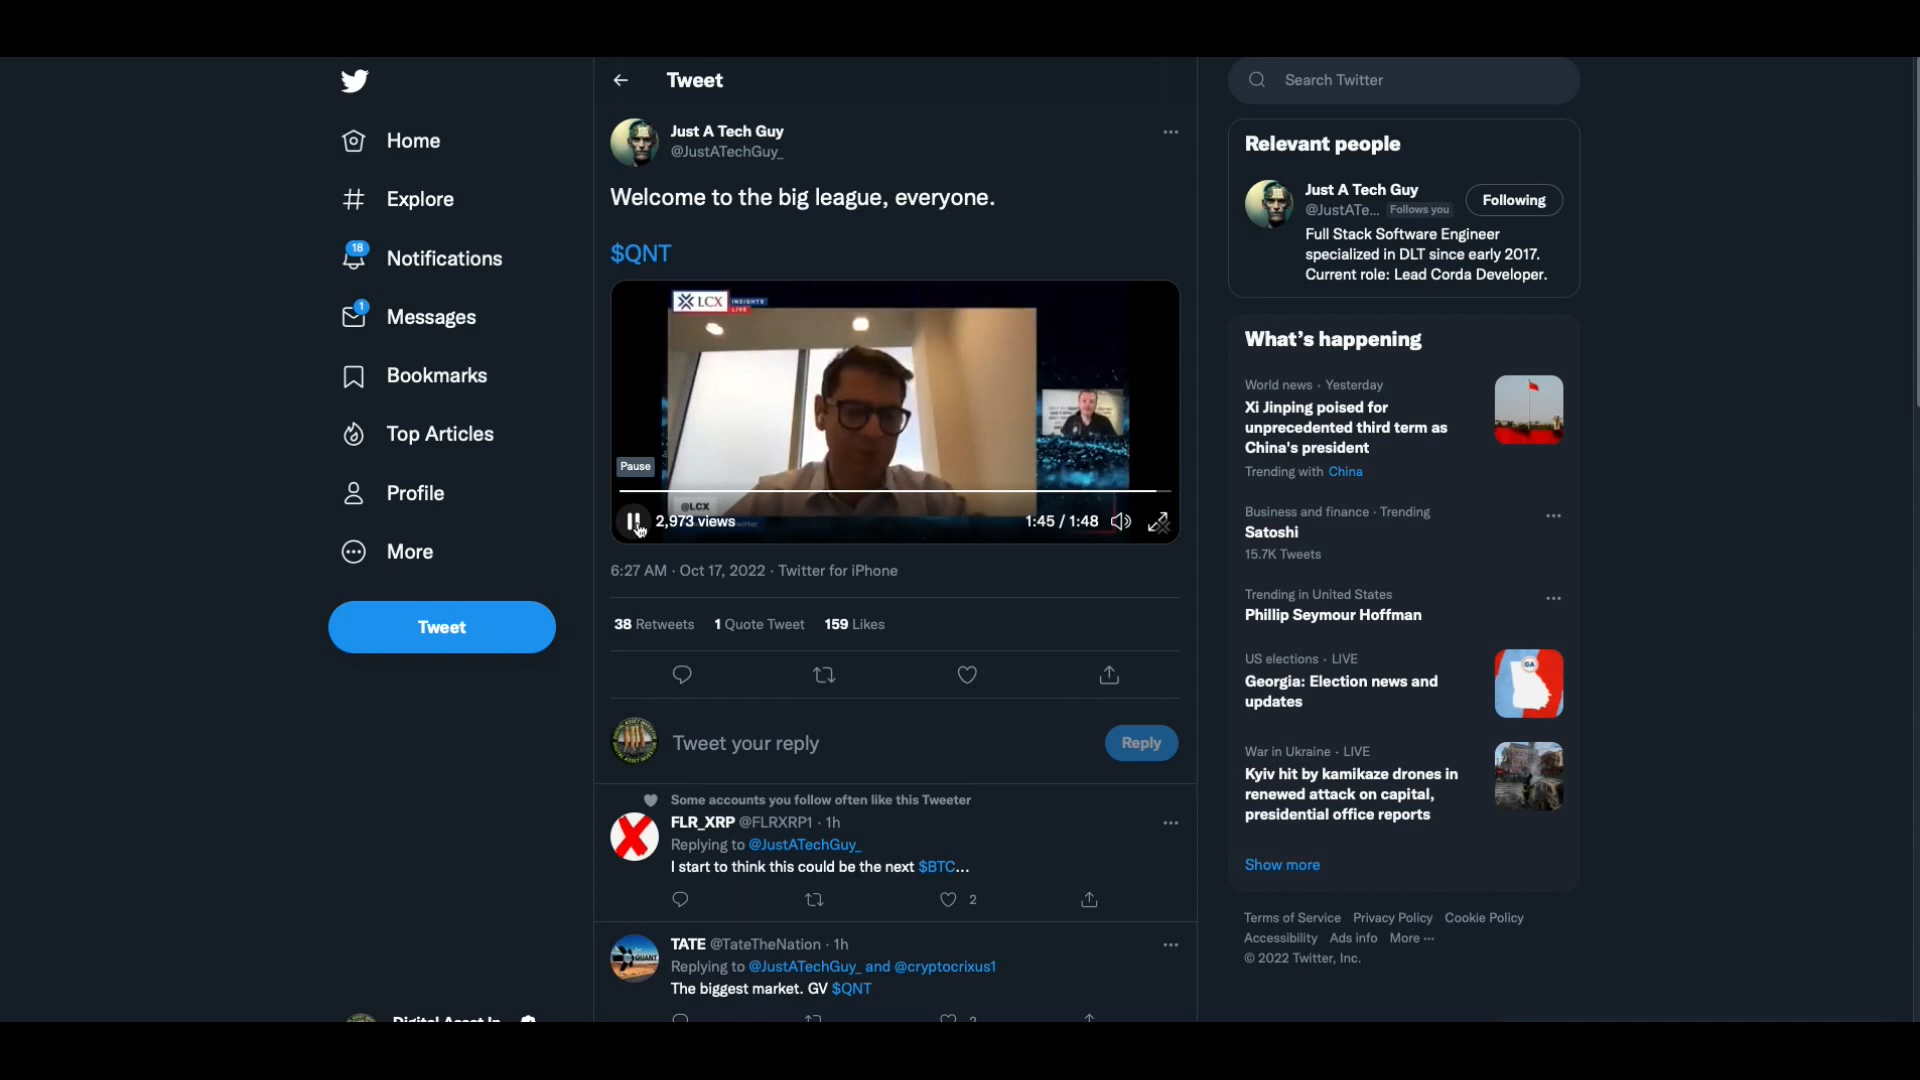 Home
Explore
18
Notifications
1
Messages
Bookmarks
Top Articles
Profile
More
Tweet
Tweet
Just A Tech Guy
@JustATechGuy_
Welcome to the big league, everyone.
$QNT
LCX INSIGHTS
LIVE
Pause
@LCX
2,973 views
1:45 / 1:48
6:27 AM · Oct 17, 2022 · Twitter for iPhone
38 Retweets 1 Quote Tweet 159 Likes
Tweet your reply
Reply
Some accounts you follow often like this Tweeter
FLR_XRP @FLRXRP1 · 1h
Replying to @JustATechGuy_
I start to think this could be the next $BTC...
2
TATE @TateTheNation · 1h
Replying to @JustATechGuy_ and @cryptocrixus1
The biggest market. GV $QNT
QUANT
Search Twitter
Relevant people
Just A Tech Guy
@JustATe... Follows you
Following
Full Stack Software Engineer
specialized in DLT since early 2017.
Current role: Lead Corda Developer.
What's happening
World news · Yesterday
Xi Jinping poised for
unprecedented third term as
China's president
Trending with China
Business and finance · Trending
Satoshi
15.7K Tweets
Trending in United States
Phillip Seymour Hoffman
US elections · LIVE
Georgia: Election news and
updates
GA
War in Ukraine · LIVE
Kyiv hit by kamikaze drones in
renewed attack on capital,
presidential office reports
Show more
Terms of Service Privacy Policy Cookie Policy
Accessibility Ads info More ···
© 2022 Twitter, Inc.